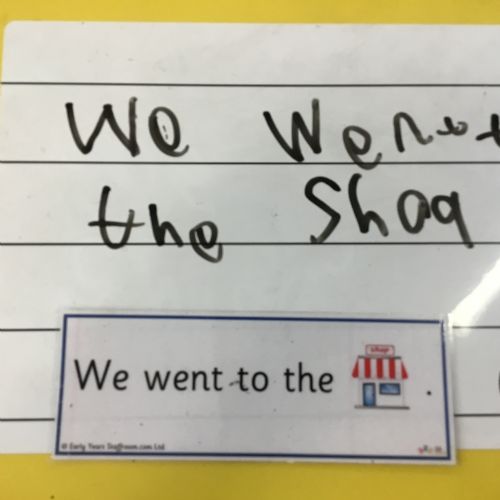 We went
the Shaq
We went to the
shop
© Early Years Staffroom.com Ltd